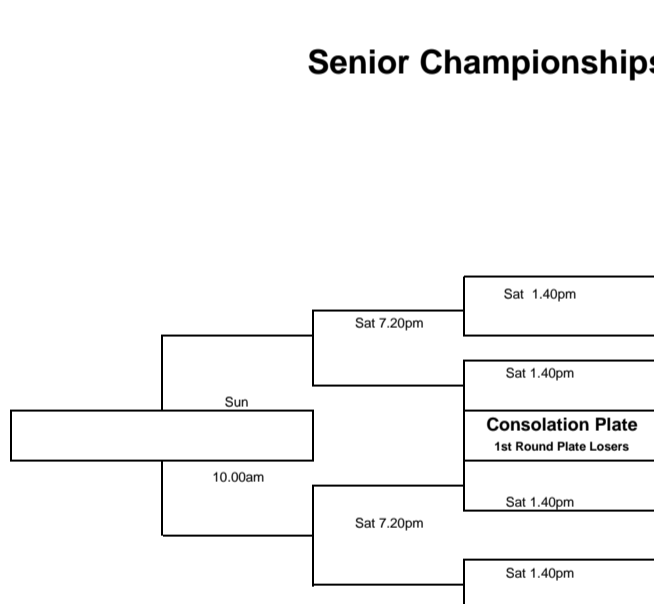 Senior Championships
Sat 1.40pm
Sat 7.20pm
Sat 1.40pm
Sun
Consolation Plate
1st Round Plate Losers
10.00am
Sat 1.40pm
Sat 7.20pm
Sat 1.40pm